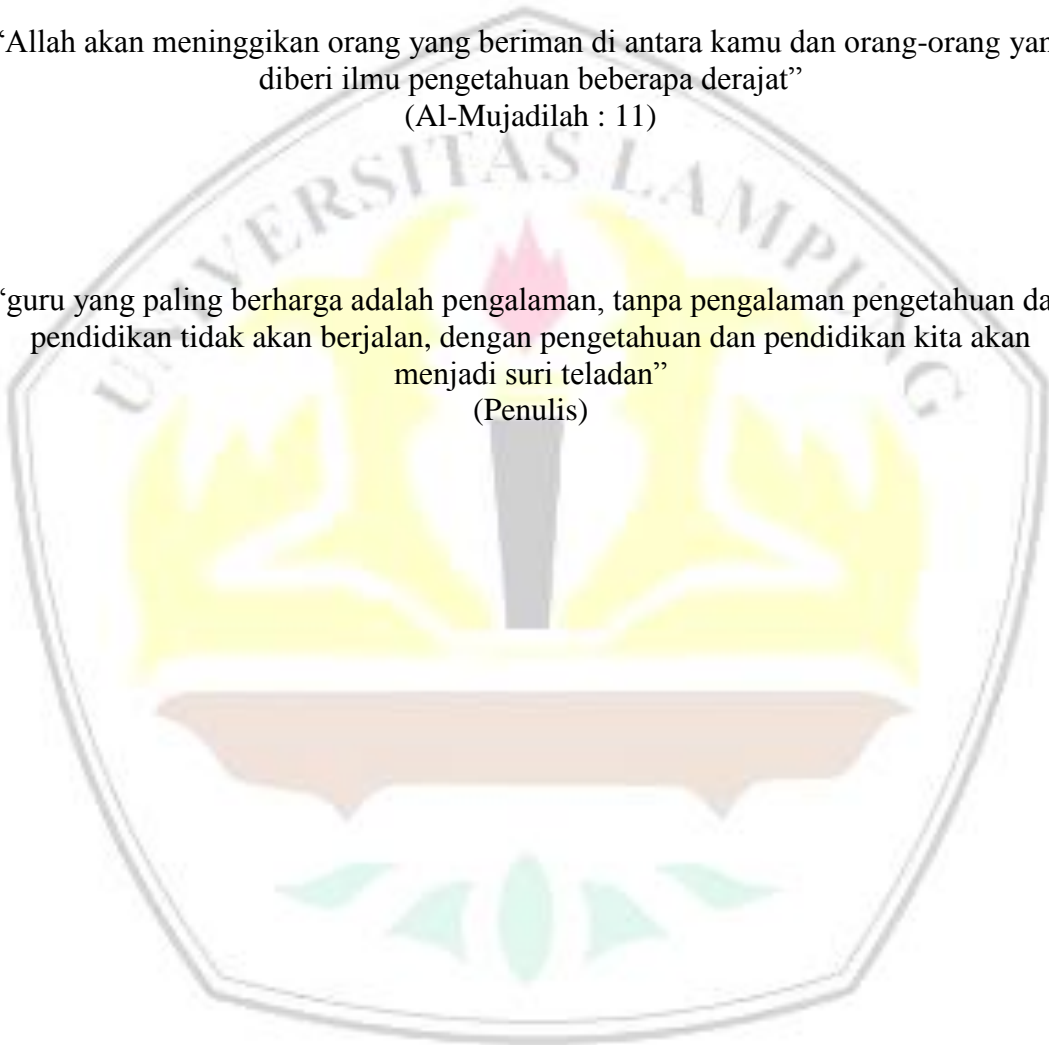 “Allah akan meninggikan orang yang beriman di antara kamu dan orang-orang yan
diberi ilmu pengetahuan beberapa derajat”
(Al-Mujadilah : 11)
UNIVERSITAS LAMPUNG
“guru yang paling berharga adalah pengalaman, tanpa pengalaman pengetahuan da
pendidikan tidak akan berjalan, dengan pengetahuan dan pendidikan kita akan
menjadi suri teladan”
(Penulis)